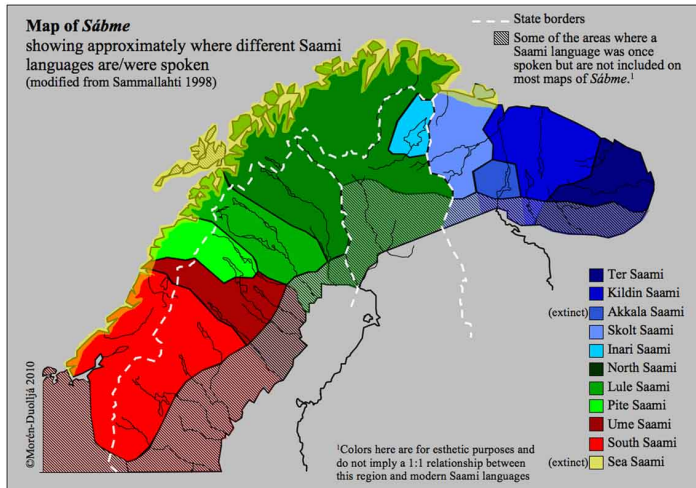 Map of Sábme
showing approximately where different Saami
languages are/were spoken
(modified from Sammallahti 1998)
State borders
Some of the areas where a
Saami language was once
spoken but are not included on
most maps of Sábme.¹
Ter Saami
Kildin Saami
(extinct) Akkala Saami
Skolt Saami
Inari Saami
North Saami
Lule Saami
Pite Saami
Ume Saami
South Saami
(extinct) Sea Saami
¹Colors here are for esthetic purposes and
do not imply a 1:1 relationship between
this region and modern Saami languages
©Morén-Duolljá 2010